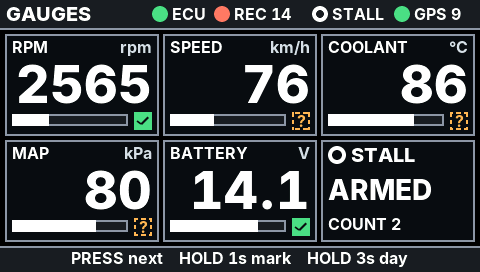 GAUGES ECU REC 14 STALL GPS 9
RPM rpm SPEED km/h COOLANT °C
2565 76 86
? ?
MAP kPa BATTERY V STALL
80 14.1 ARMED
? COUNT 2
PRESS next HOLD 1s mark HOLD 3s day